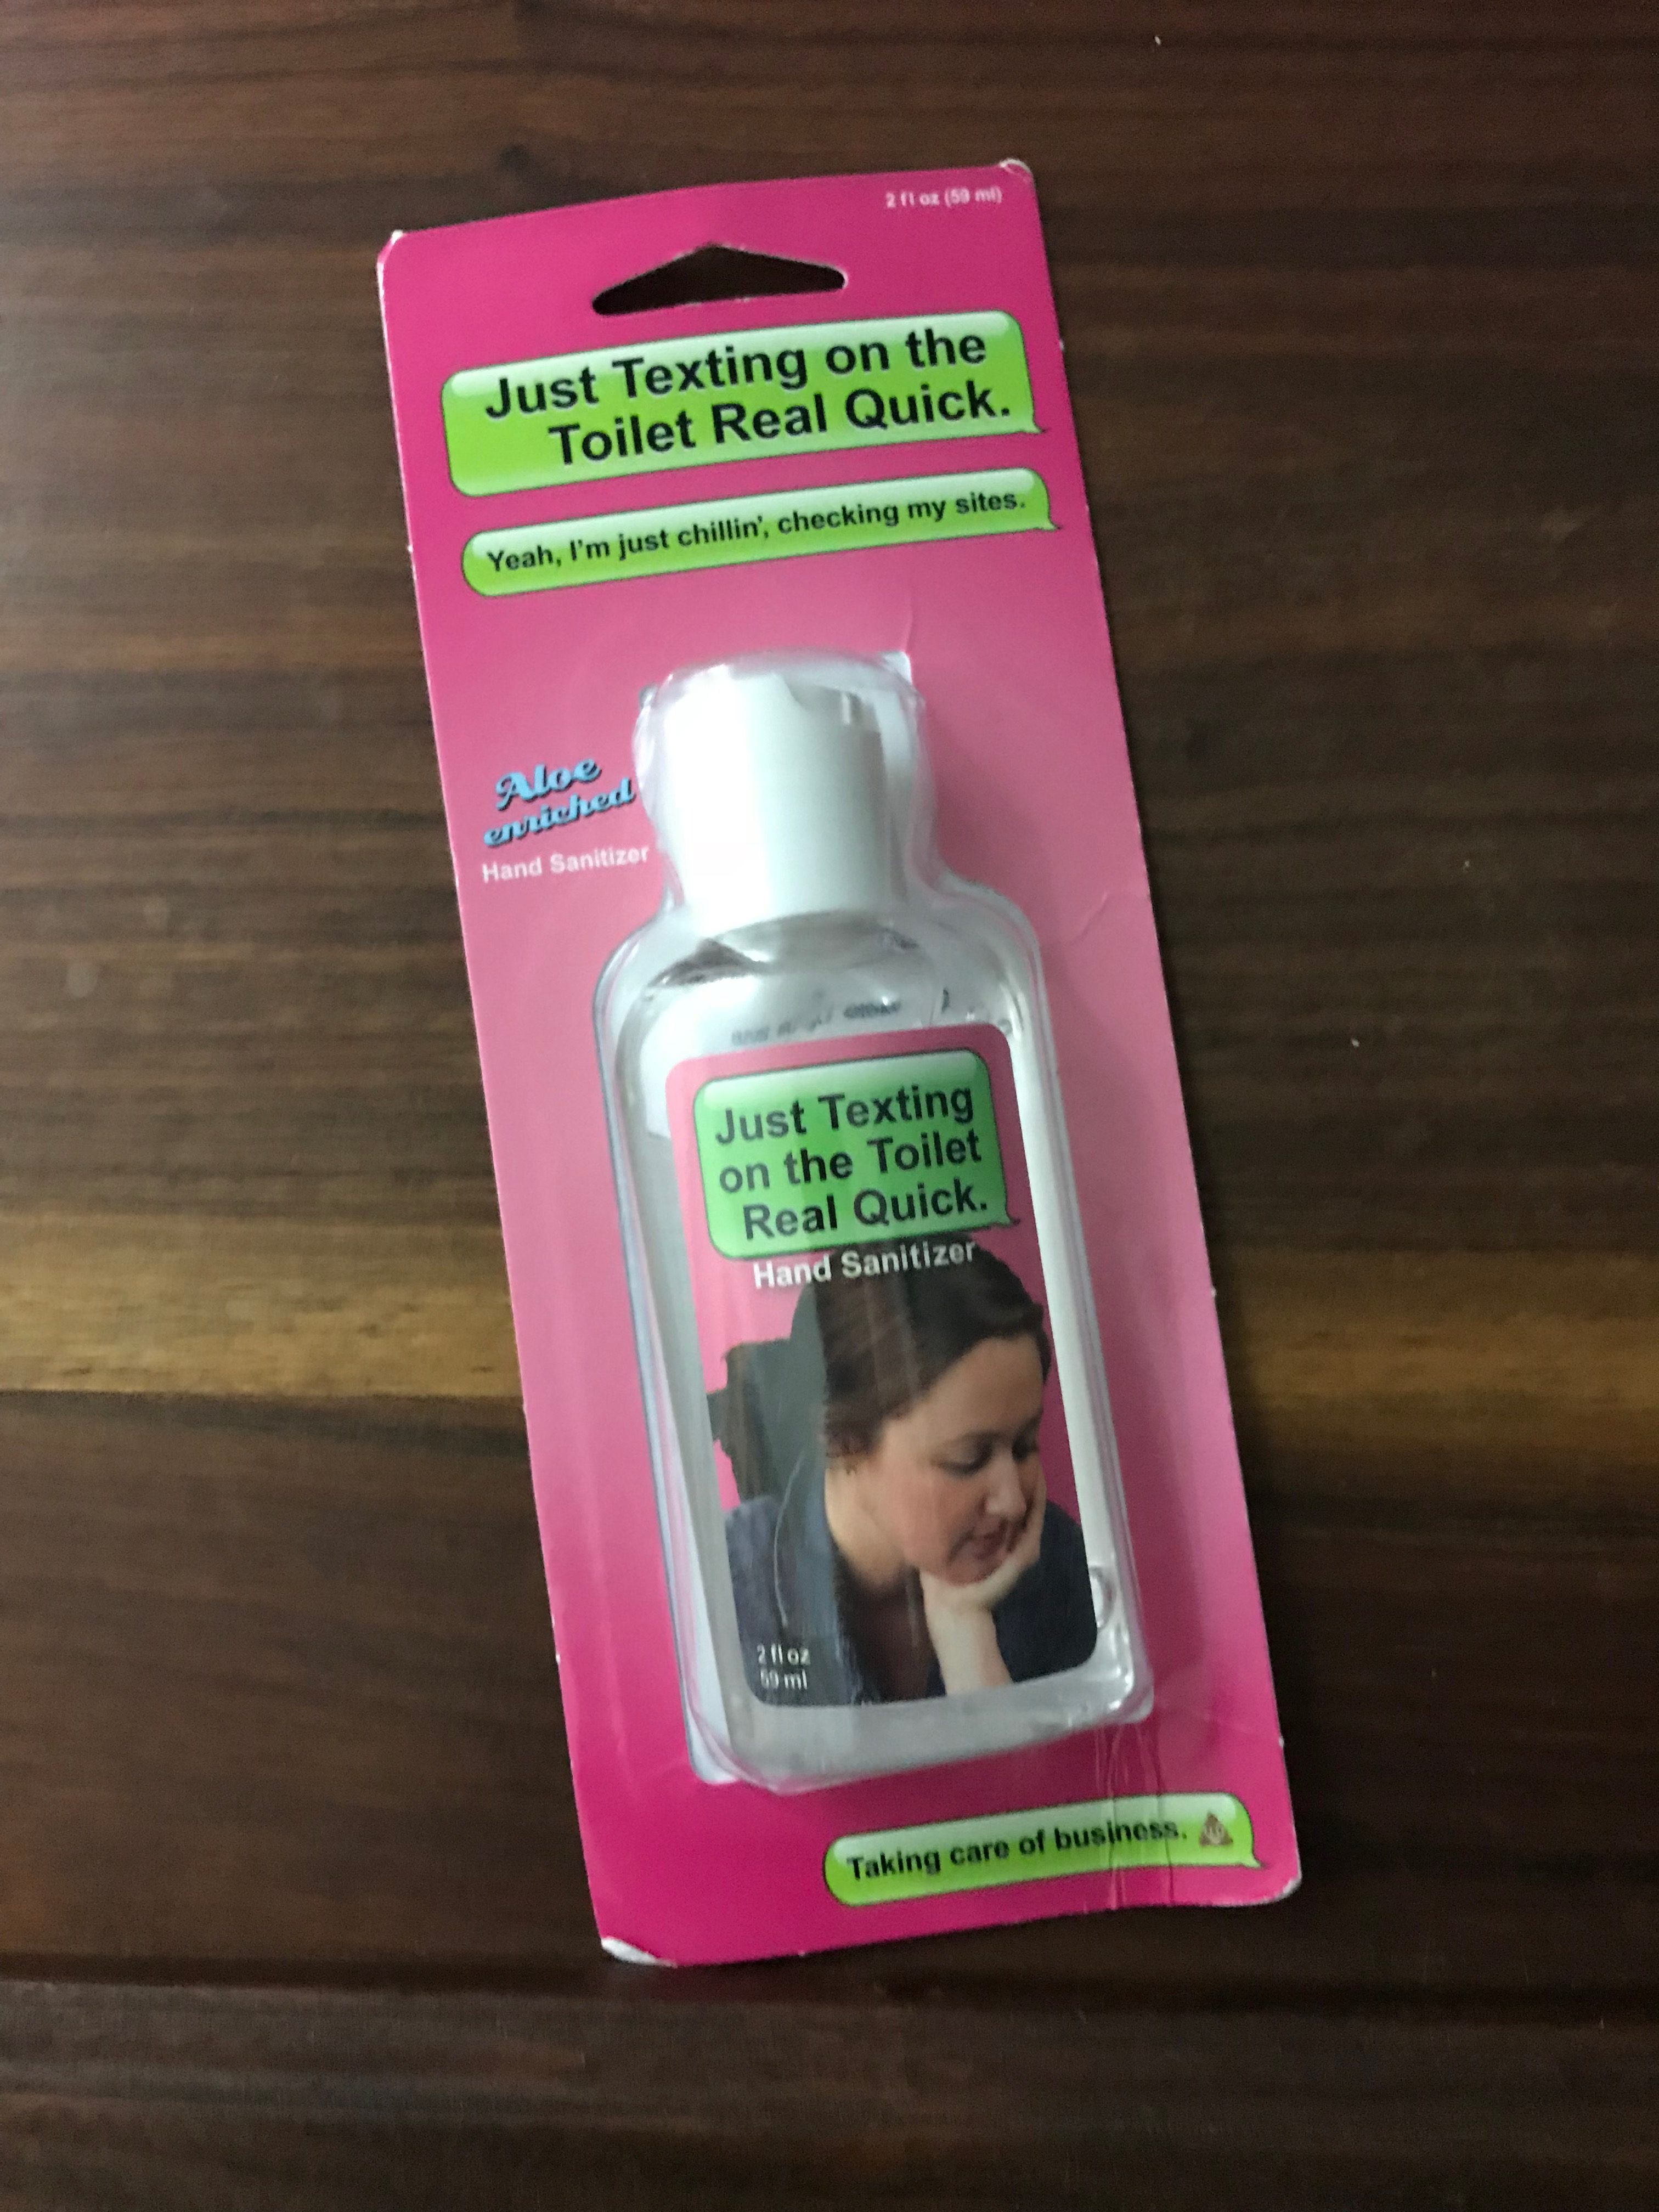 2 fl oz (59 ml)
Just Texting on the
Toilet Real Quick.
Yeah, I'm just chillin', checking my sites.
Aloe
enriched
Hand Sanitizer
Just Texting
on the Toilet
Real Quick.
Hand Sanitizer
2 fl oz
59 ml
Taking care of business. 💩